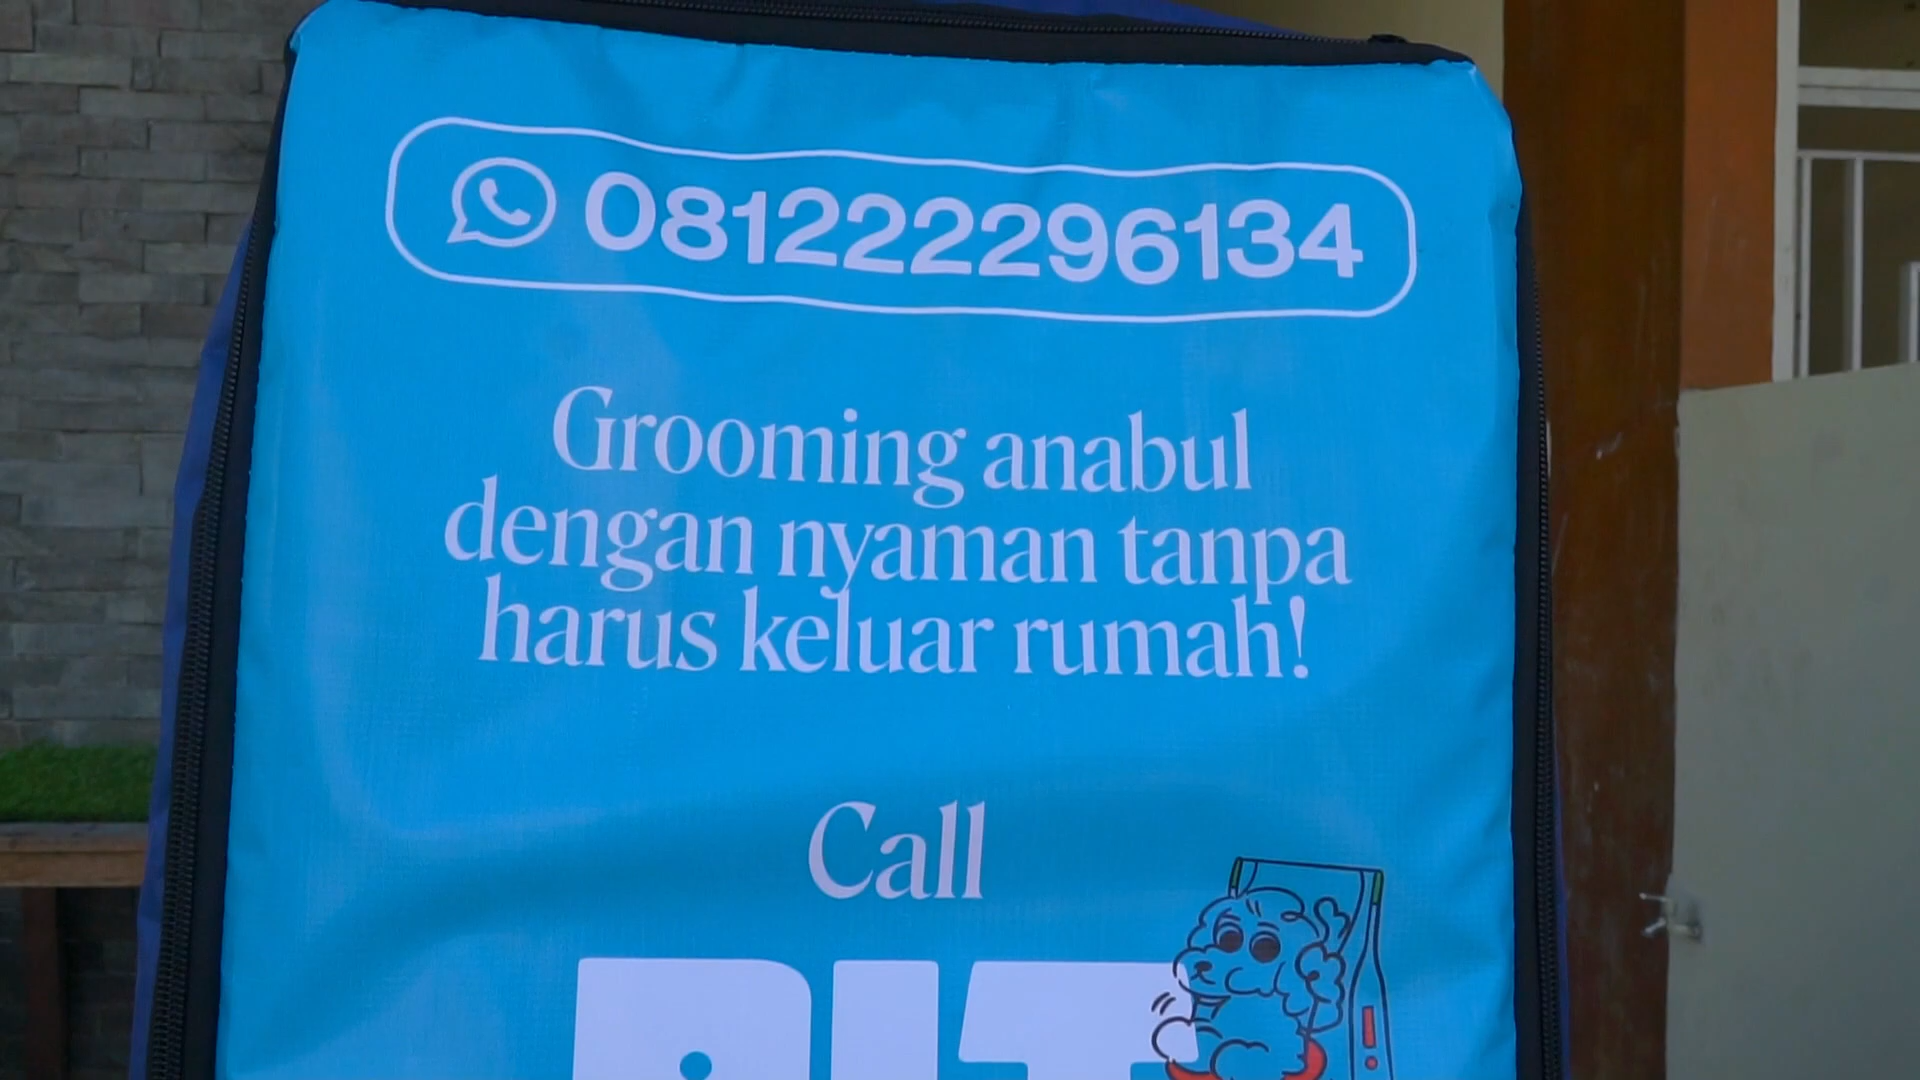 081222296134
Grooming anabul
dengan nyaman tanpa
harus keluar rumah!
Call